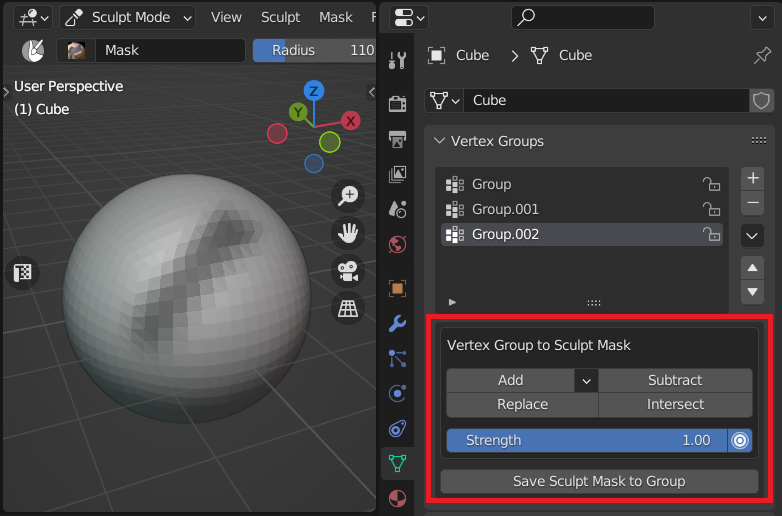 Sculpt Mode View Sculpt Mask F
Mask Radius 110
User Perspective
(1) Cube
Z
Y
X
Cube > Cube
Cube
Vertex Groups
Group
Group.001
Group.002
Vertex Group to Sculpt Mask
Add Subtract
Replace Intersect
Strength 1.00
Save Sculpt Mask to Group